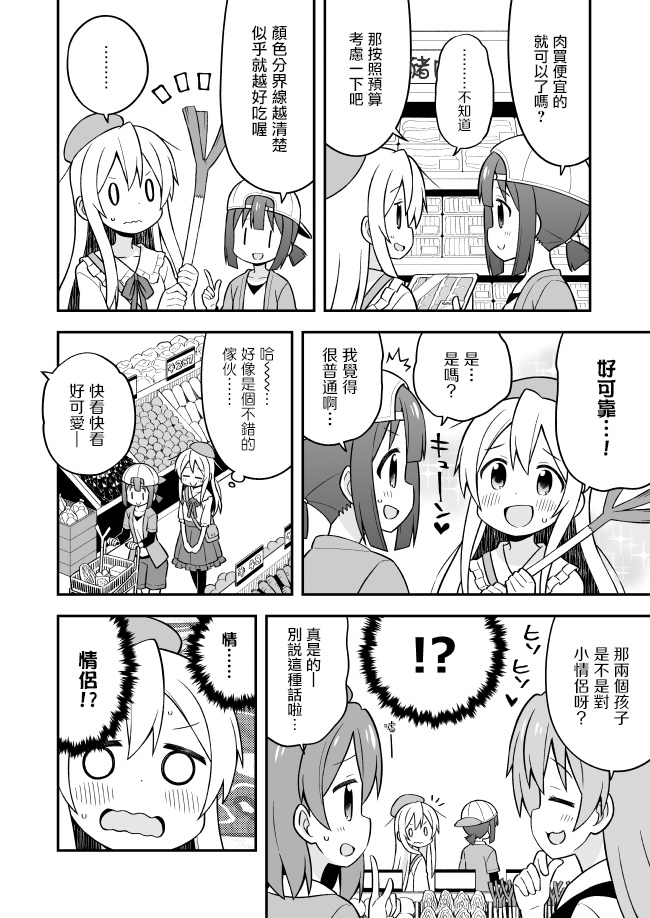 肉買便宜的
就可以了嗎?
………不知道
那按照預算
考慮一下吧
豬
顏色分界線越清楚
似乎就越好吃喔
………
好可靠…!
是…
是嗎?
我覺得
很普通啊…
キューン♥
哈～～～…
好像是個不錯的
傢伙……
快看快看
好可愛—
那兩個孩子
是不是對
小情侶呀?
ヒソ
ヒソ♥
!?
真是的—
別說這種話啦…
情……
情侶!?